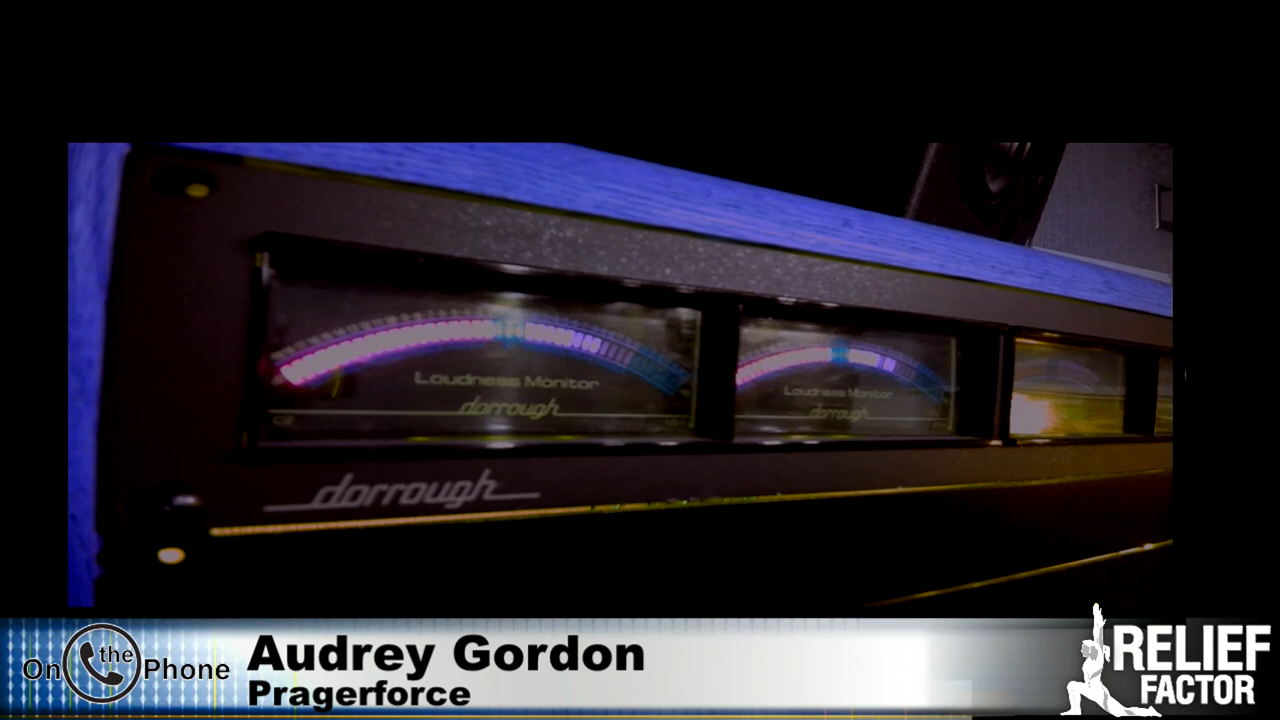 Loudness Monitor
dorrough
Loudness Monitor
dorrough
dorrough
On the Phone
Audrey Gordon
Pragerforce
RELIEF
FACTOR